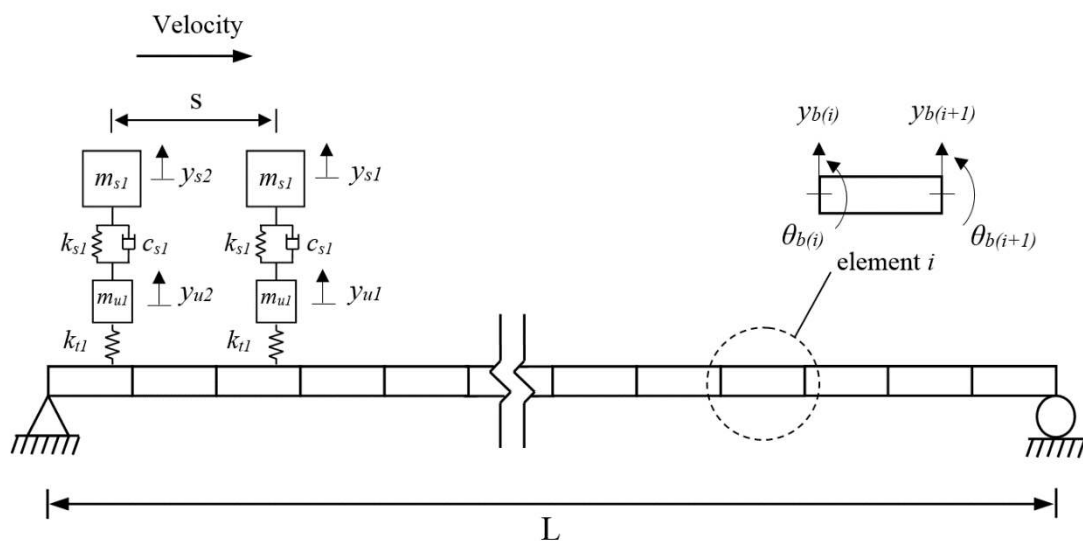 Velocity
s
y_b(i) y_b(i+1)
m_s1 y_s2 m_s1 y_s1
k_s1 c_s1 k_s1 c_s1
θ_b(i) θ_b(i+1)
element i
m_u1 y_u2 m_u1 y_u1
k_t1 k_t1
L